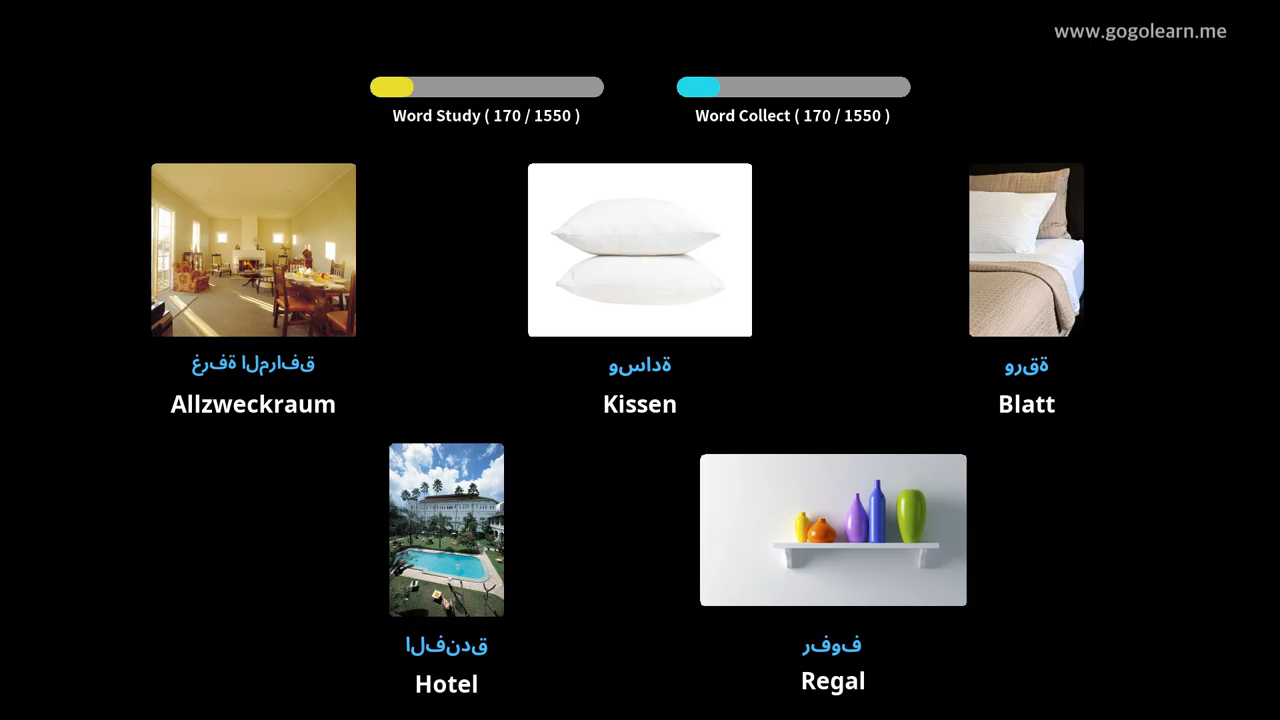 www.gogolearn.me
Word Study ( 170 / 1550 )
Word Collect ( 170 / 1550 )
قفارملا ةفرغ
Allzweckraum
ةداسو
Kissen
ةقرو
Blatt
قدنفلا
Hotel
فوفر
Regal